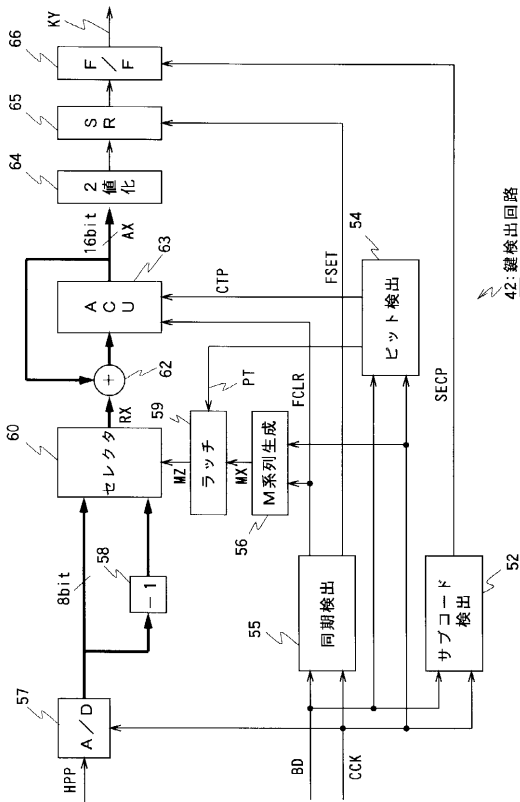 HPP
57
A/D
8bit
58
-1
60
セレクタ
RX
62
+
63
ACU
16bit
AX
64
2値化
65
SR
66
F/F
KY
MZ
59
ラッチ
PT
MX
56
M系列生成
FCLR
CTP
FSET
54
ビット検出
55
同期検出
BD
CCK
52
サブコード
検出
SECP
42:鍵検出回路